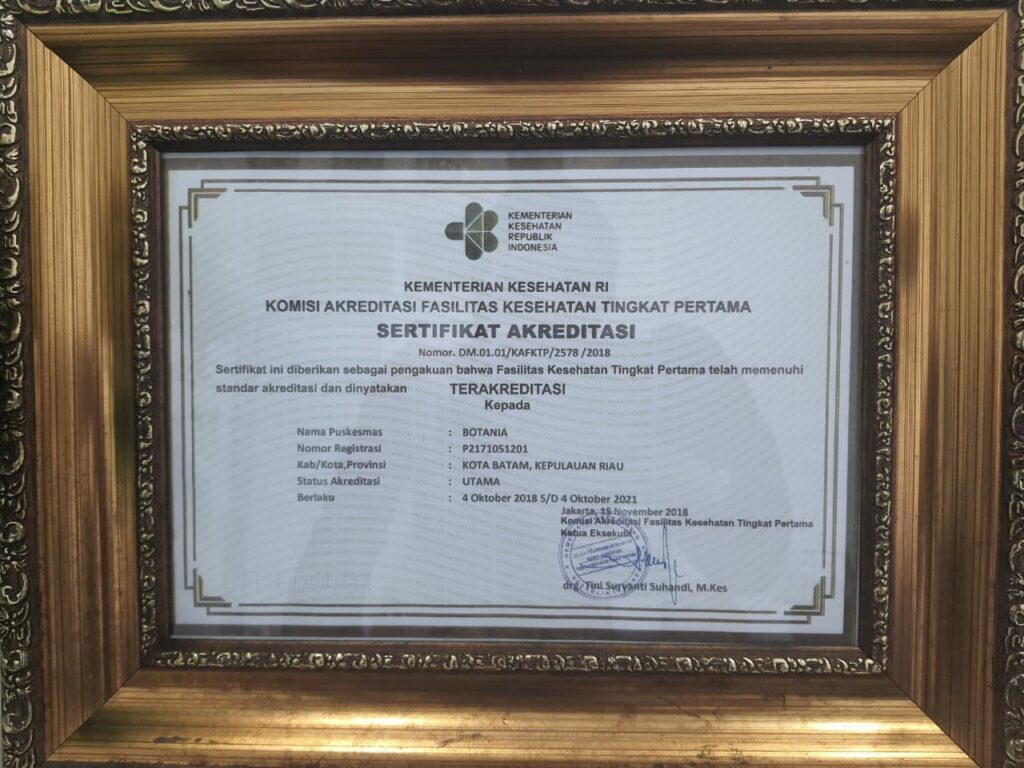 KEMENTERIAN
KESEHATAN
REPUBLIK
INDONESIA
KEMENTERIAN KESEHATAN RI
KOMISI AKREDITASI FASILITAS KESEHATAN TINGKAT PERTAMA
SERTIFIKAT AKREDITASI
Nomor. DM.01.01/KAFKTP/2578 /2018
Sertifikat ini diberikan sebagai pengakuan bahwa Fasilitas Kesehatan Tingkat Pertama telah memenuhi
standar akreditasi dan dinyatakan TERAKREDITASI
Kepada
Nama Puskesmas : BOTANIA
Nomor Registrasi : P2171051201
Kab/Kota,Provinsi : KOTA BATAM, KEPULAUAN RIAU
Status Akreditasi : UTAMA
Berlaku : 4 Oktober 2018 S/D 4 Oktober 2021
Jakarta, 15 November 2018
Komisi Akreditasi Fasilitas Kesehatan Tingkat Pertama
Ketua Eksekutif
drg. Tini Suryanti Suhandi, M.Kes